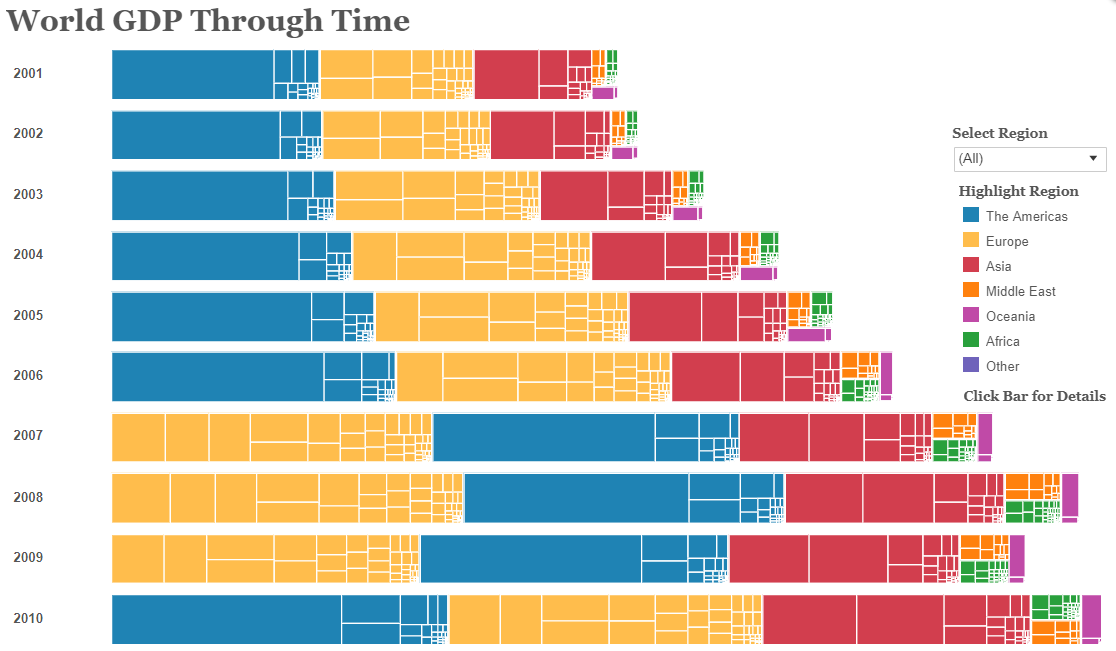 World GDP Through Time
2001
2002
2003
2004
2005
2006
2007
2008
2009
2010
Select Region
(All)
Highlight Region
The Americas
Europe
Asia
Middle East
Oceania
Africa
Other
Click Bar for Details